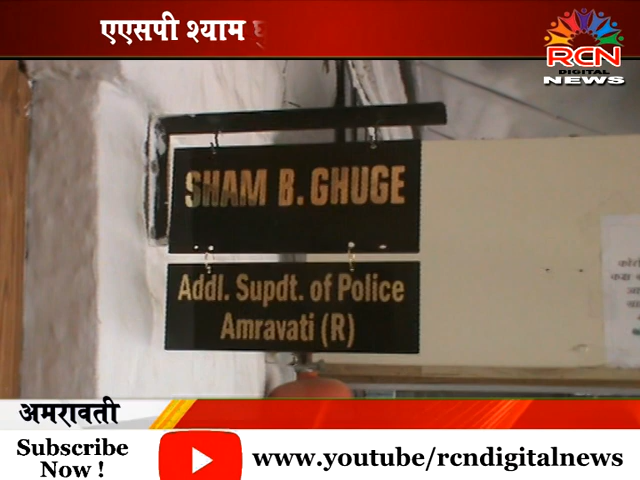 एएसपी श्याम
RCN
DIGITAL
NEWS
SHAM B. GHUGE
Addl. Supdt. of Police
Amravati (R)
अमरावती
Subscribe
Now !
www.youtube/rcndigitalnews